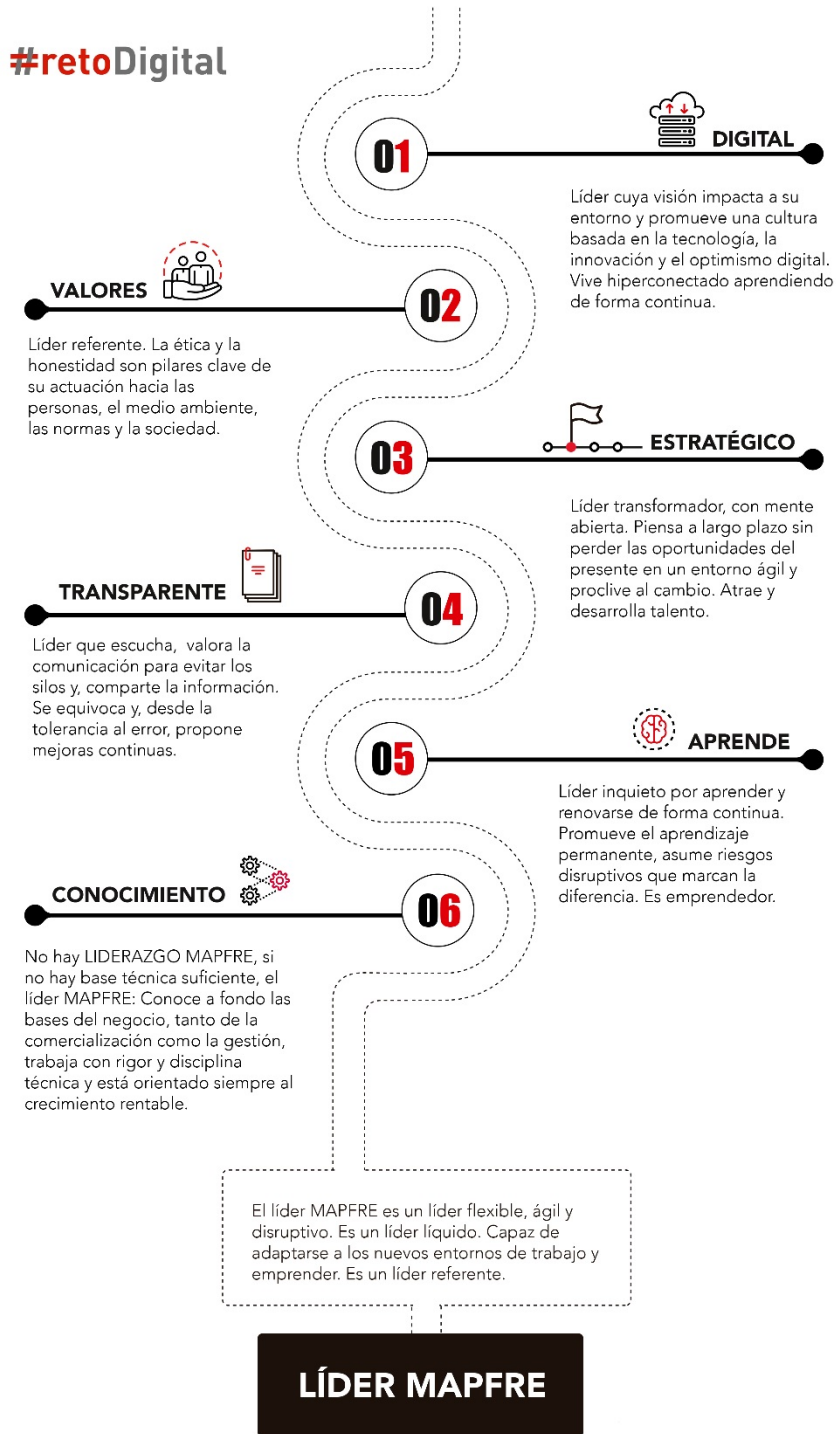 #retoDigital
01
DIGITAL
Líder cuya visión impacta a su
entorno y promueve una cultura
basada en la tecnología, la
innovación y el optimismo digital.
Vive hiperconectado aprendiendo
de forma continua.
VALORES
02
Líder referente. La ética y la
honestidad son pilares clave de
su actuación hacia las
personas, el medio ambiente,
las normas y la sociedad.
03
ESTRATÉGICO
Líder transformador, con mente
abierta. Piensa a largo plazo sin
perder las oportunidades del
presente en un entorno ágil y
proclive al cambio. Atrae y
desarrolla talento.
TRANSPARENTE
04
Líder que escucha, valora la
comunicación para evitar los
silos y, comparte la información.
Se equivoca y, desde la
tolerancia al error, propone
mejoras continuas.
05
APRENDE
Líder inquieto por aprender y
renovarse de forma continua.
Promueve el aprendizaje
permanente, asume riesgos
disruptivos que marcan la
diferencia. Es emprendedor.
CONOCIMIENTO
06
No hay LIDERAZGO MAPFRE, si
no hay base técnica suficiente, el
líder MAPFRE: Conoce a fondo las
bases del negocio, tanto de la
comercialización como la gestión,
trabaja con rigor y disciplina
técnica y está orientado siempre al
crecimiento rentable.
El líder MAPFRE es un líder flexible, ágil y
disruptivo. Es un líder líquido. Capaz de
adaptarse a los nuevos entornos de trabajo y
emprender. Es un líder referente.
LÍDER MAPFRE